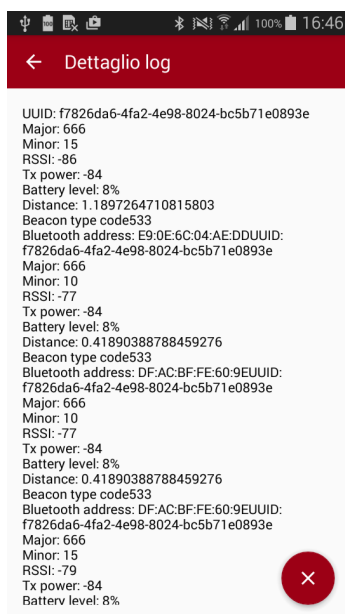 100% 16:46
Dettaglio log
UUID: f7826da6-4fa2-4e98-8024-bc5b71e0893e
Major: 666
Minor: 15
RSSI: -86
Tx power: -84
Battery level: 8%
Distance: 1.1897264710815803
Beacon type code533
Bluetooth address: E9:0E:6C:04:AE:DDUUID:
f7826da6-4fa2-4e98-8024-bc5b71e0893e
Major: 666
Minor: 10
RSSI: -77
Tx power: -84
Battery level: 8%
Distance: 0.41890388788459276
Beacon type code533
Bluetooth address: DF:AC:BF:FE:60:9EUUID:
f7826da6-4fa2-4e98-8024-bc5b71e0893e
Major: 666
Minor: 10
RSSI: -77
Tx power: -84
Battery level: 8%
Distance: 0.41890388788459276
Beacon type code533
Bluetooth address: DF:AC:BF:FE:60:9EUUID:
f7826da6-4fa2-4e98-8024-bc5b71e0893e
Major: 666
Minor: 15
RSSI: -79
Tx power: -84
Battery level: 8%